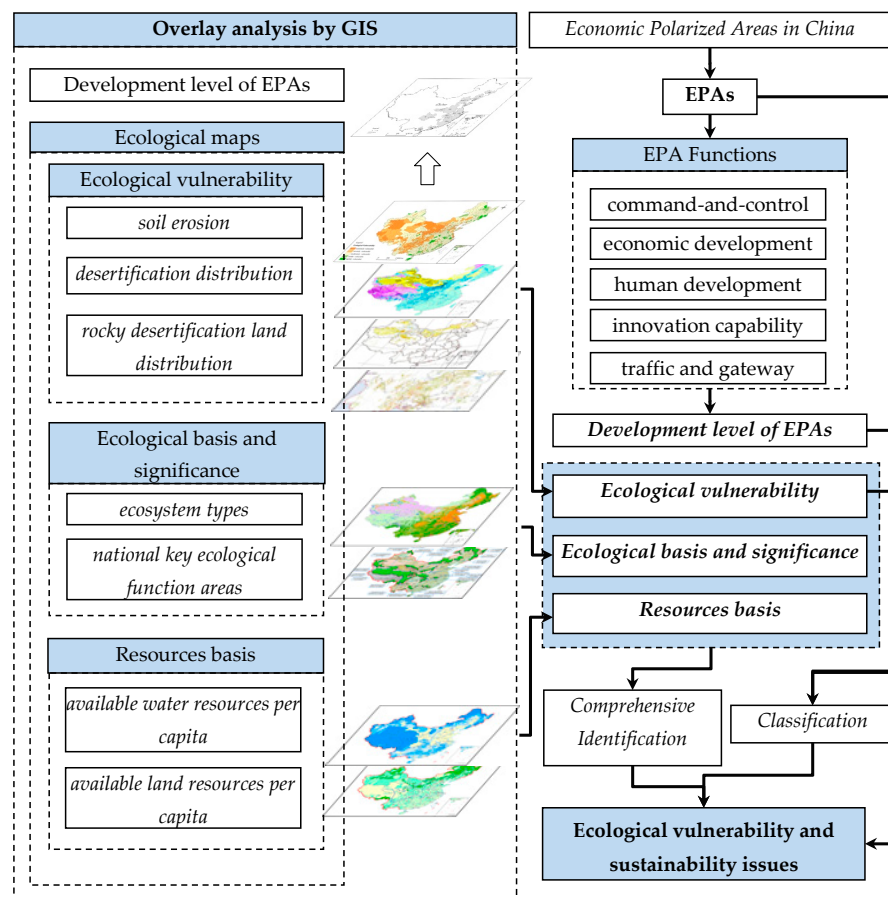 Overlay analysis by GIS
Development level of EPAs
Ecological maps
Ecological vulnerability
soil erosion
desertification distribution
rocky desertification land
distribution
Ecological basis and
significance
ecosystem types
national key ecological
function areas
Resources basis
available water resources per
capita
available land resources per
capita
Economic Polarized Areas in China
EPAs
EPA Functions
command-and-control
economic development
human development
innovation capability
traffic and gateway
Development level of EPAs
Ecological vulnerability
Ecological basis and significance
Resources basis
Comprehensive
Identification
Classification
Ecological vulnerability and
sustainability issues